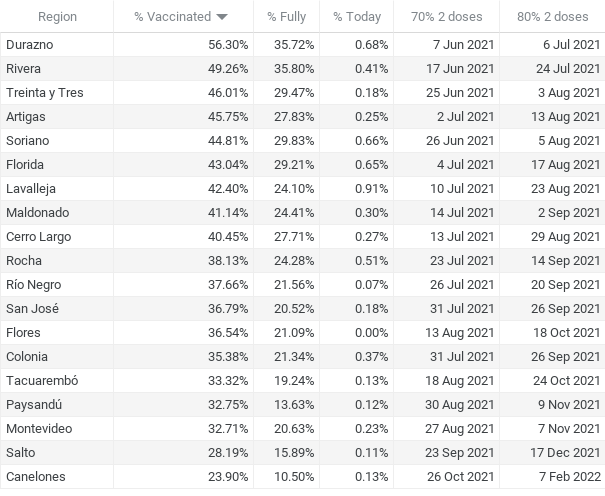 Region % Vaccinated % Fully % Today 70% 2 doses 80% 2 doses
Durazno 56.30% 35.72% 0.68% 7 Jun 2021 6 Jul 2021
Rivera 49.26% 35.80% 0.41% 17 Jun 2021 24 Jul 2021
Treinta y Tres 46.01% 29.47% 0.18% 25 Jun 2021 3 Aug 2021
Artigas 45.75% 27.83% 0.25% 2 Jul 2021 13 Aug 2021
Soriano 44.81% 29.83% 0.66% 26 Jun 2021 5 Aug 2021
Florida 43.04% 29.21% 0.65% 4 Jul 2021 17 Aug 2021
Lavalleja 42.40% 24.10% 0.91% 10 Jul 2021 23 Aug 2021
Maldonado 41.14% 24.41% 0.30% 14 Jul 2021 2 Sep 2021
Cerro Largo 40.45% 27.71% 0.27% 13 Jul 2021 29 Aug 2021
Rocha 38.13% 24.28% 0.51% 23 Jul 2021 14 Sep 2021
Río Negro 37.66% 21.56% 0.07% 26 Jul 2021 20 Sep 2021
San José 36.79% 20.52% 0.18% 31 Jul 2021 26 Sep 2021
Flores 36.54% 21.09% 0.00% 13 Aug 2021 18 Oct 2021
Colonia 35.38% 21.34% 0.37% 31 Jul 2021 26 Sep 2021
Tacuarembó 33.32% 19.24% 0.13% 18 Aug 2021 24 Oct 2021
Paysandú 32.75% 13.63% 0.12% 30 Aug 2021 9 Nov 2021
Montevideo 32.71% 20.63% 0.23% 27 Aug 2021 7 Nov 2021
Salto 28.19% 15.89% 0.11% 23 Sep 2021 17 Dec 2021
Canelones 23.90% 10.50% 0.13% 26 Oct 2021 7 Feb 2022